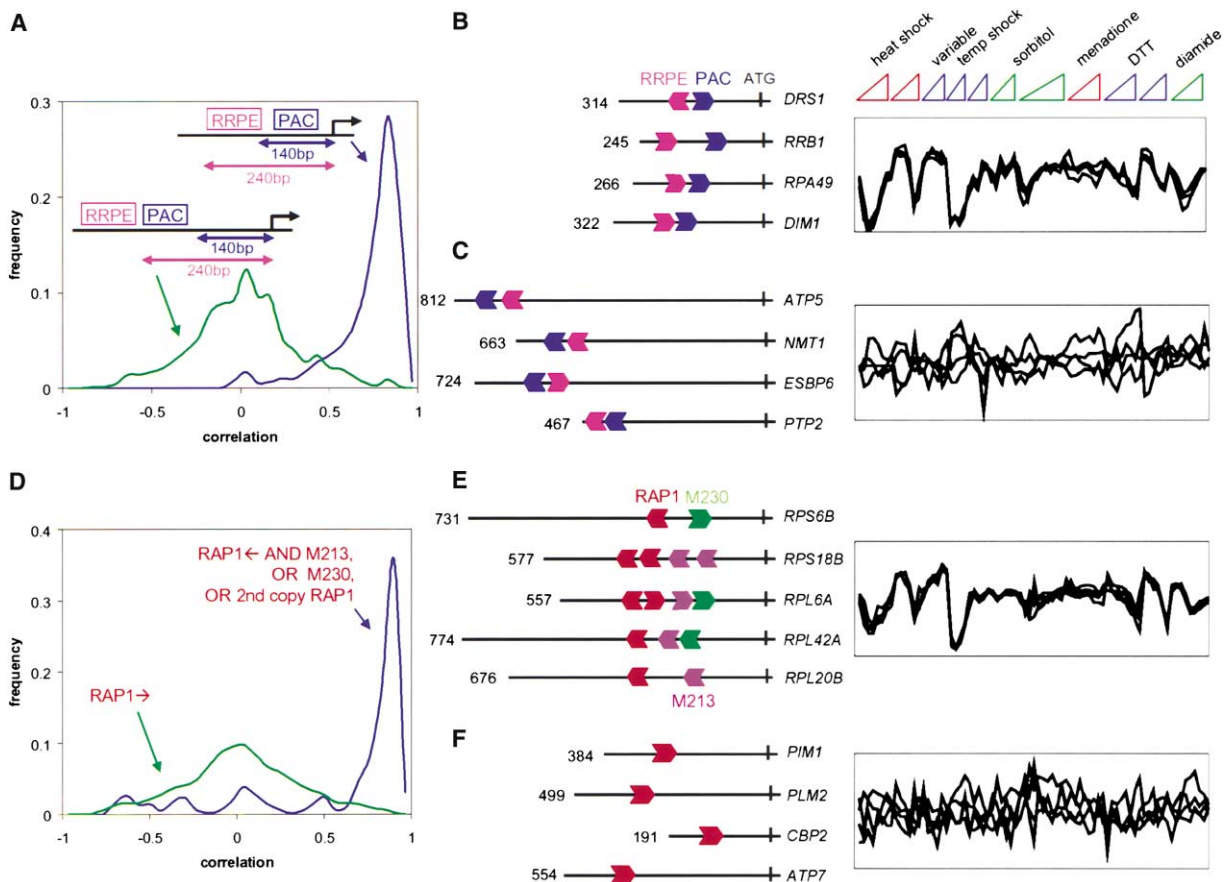 A
frequency
0.3
0.2
0.1
0
-1
-0.5
0
0.5
1
correlation
RRPE
PAC
140bp
240bp
RRPE
PAC
140bp
240bp
B
RRPE PAC ATG
314 DRS1
245 RRB1
266 RPA49
322 DIM1
heat shock
variable
temp shock
sorbitol
menadione
DTT
diamide
C
812 ATP5
663 NMT1
724 ESBP6
467 PTP2
D
frequency
0.4
0.3
0.2
0.1
0
-1
-0.5
0
0.5
1
correlation
RAP1← AND M213,
OR M230,
OR 2nd copy RAP1
RAP1→
E
RAP1 M230
731 RPS6B
577 RPS18B
557 RPL6A
774 RPL42A
676 RPL20B
M213
F
384 PIM1
499 PLM2
191 CBP2
554 ATP7